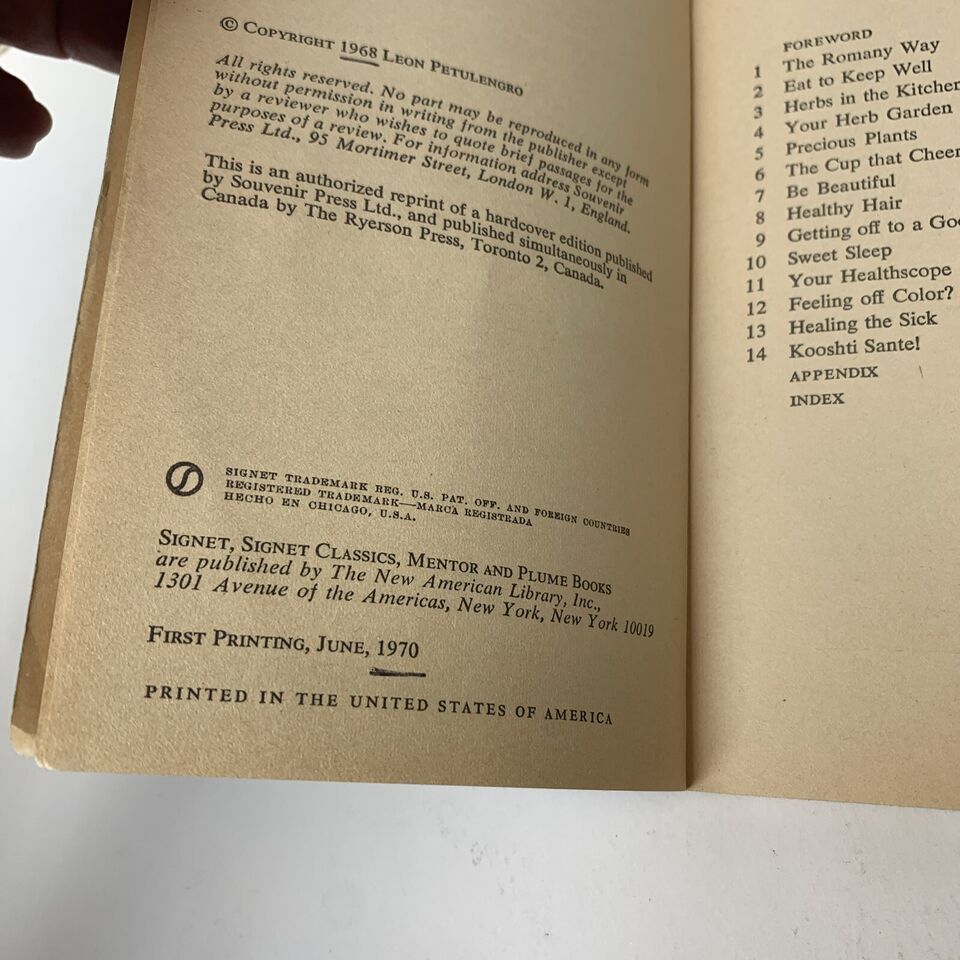 © COPYRIGHT 1968 LEON PETULENGRO
All rights reserved. No part may be reproduced in any form
without permission in writing from the publisher except
by a reviewer who wishes to quote brief passages for the
purposes of a review. For information address Souvenir
Press Ltd., 95 Mortimer Street, London W. 1, England.
This is an authorized reprint of a hardcover edition published
by Souvenir Press Ltd., and published simultaneously in
Canada by The Ryerson Press, Toronto 2, Canada.
SIGNET TRADEMARK REG. U.S. PAT. OFF. AND FOREIGN COUNTRIES
REGISTERED TRADEMARK—MARCA REGISTRADA
HECHO EN CHICAGO, U.S.A.
SIGNET, SIGNET CLASSICS, MENTOR AND PLUME BOOKS
are published by The New American Library, Inc.,
1301 Avenue of the Americas, New York, New York 10019
FIRST PRINTING, JUNE, 1970
PRINTED IN THE UNITED STATES OF AMERICA
FOREWORD
1 The Romany Way
2 Eat to Keep Well
3 Herbs in the Kitchen
4 Your Herb Garden
5 Precious Plants
6 The Cup that Cheer
7 Be Beautiful
8 Healthy Hair
9 Getting off to a Goo
10 Sweet Sleep
11 Your Healthscope
12 Feeling off Color?
13 Healing the Sick
14 Kooshti Sante!
APPENDIX
INDEX